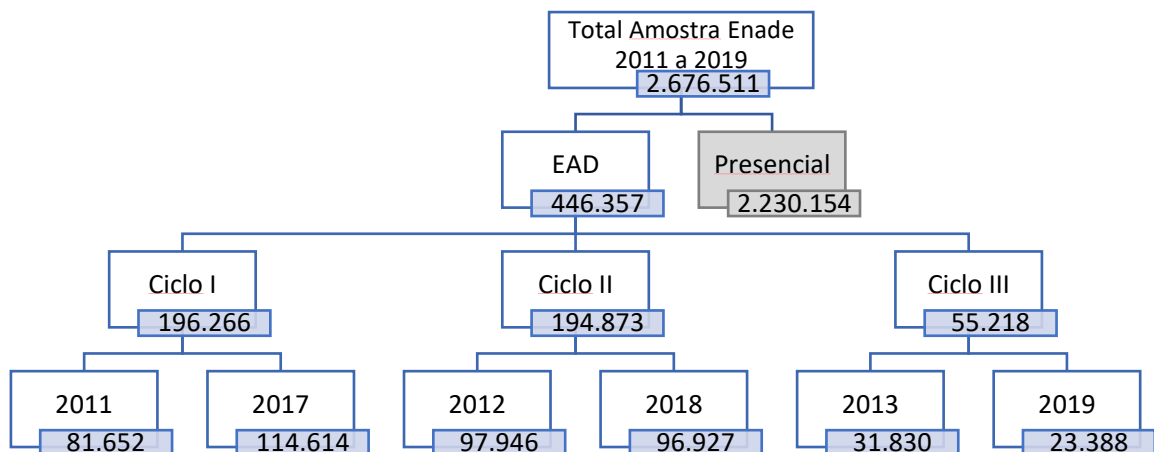 Total Amostra Enade
2011 a 2019
2.676.511
EAD
446.357
Presencial
2.230.154
Ciclo I
196.266
Ciclo II
194.873
Ciclo III
55.218
2011
81.652
2017
114.614
2012
97.946
2018
96.927
2013
31.830
2019
23.388